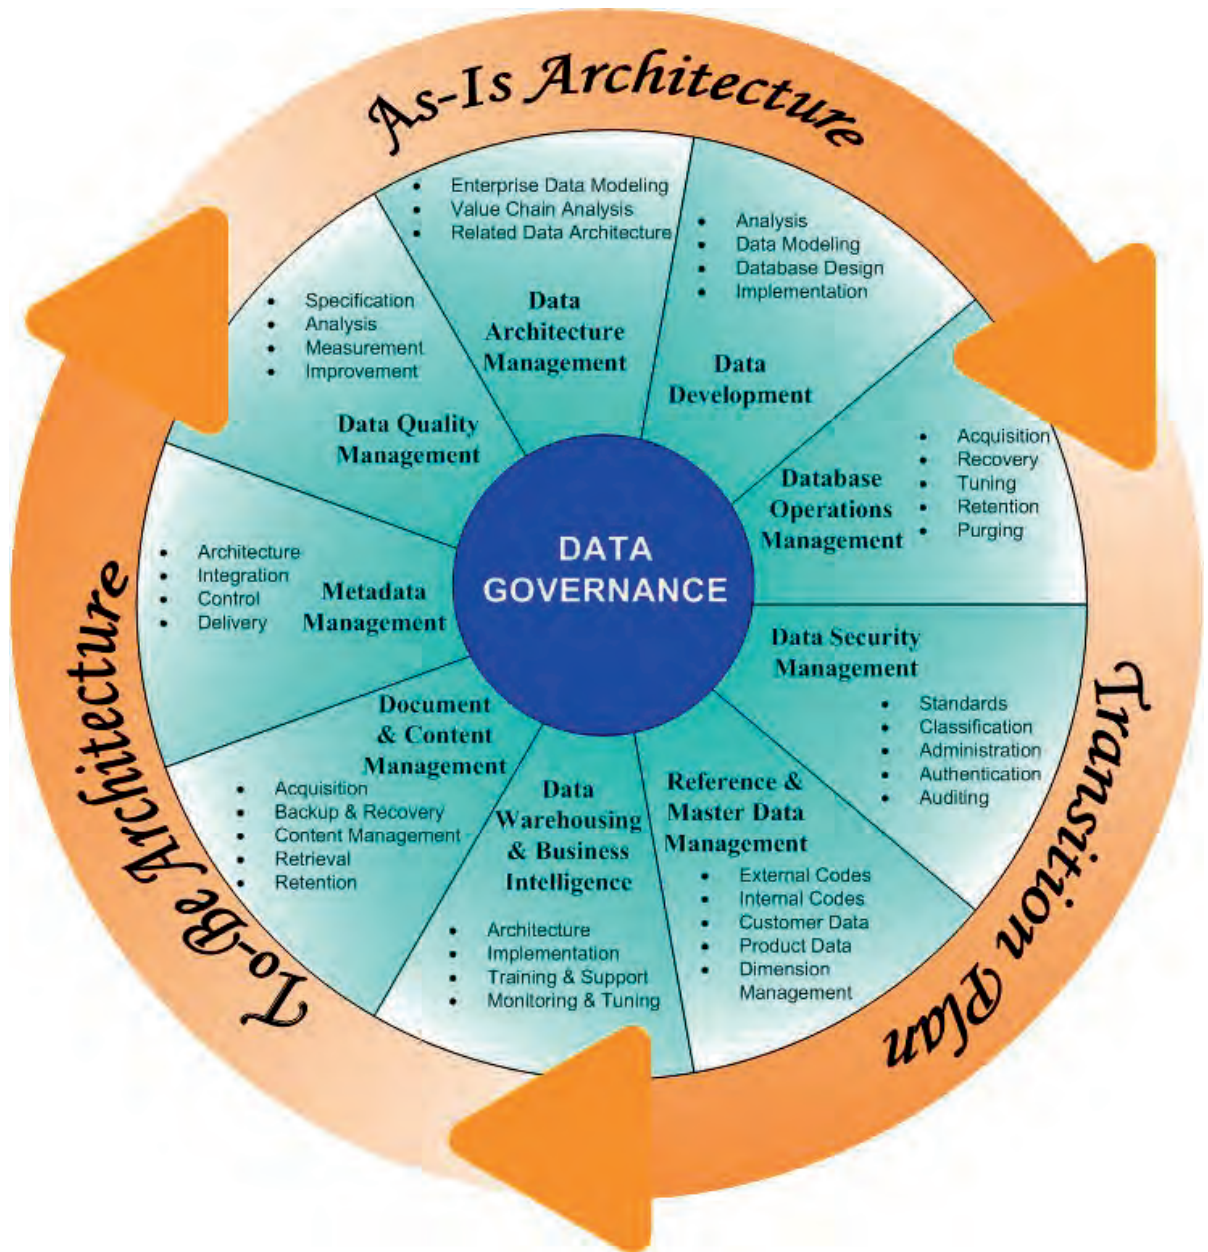 As-Is Architecture
Enterprise Data Modeling
Value Chain Analysis
Related Data Architecture
Data
Architecture
Management
Analysis
Data Modeling
Database Design
Implementation
Data
Development
Acquisition
Recovery
Tuning
Retention
Purging
Database
Operations
Management
Data Security
Management
Standards
Classification
Administration
Authentication
Auditing
Transition Plan
Reference &
Master Data
Management
External Codes
Internal Codes
Customer Data
Product Data
Dimension
Management
Data
Warehousing
& Business
Intelligence
Architecture
Implementation
Training & Support
Monitoring & Tuning
Document
& Content
Management
Acquisition
Backup & Recovery
Content Management
Retrieval
Retention
To-Be Architecture
Architecture
Integration
Control
Delivery
Metadata
Management
Specification
Analysis
Measurement
Improvement
Data Quality
Management
DATA
GOVERNANCE